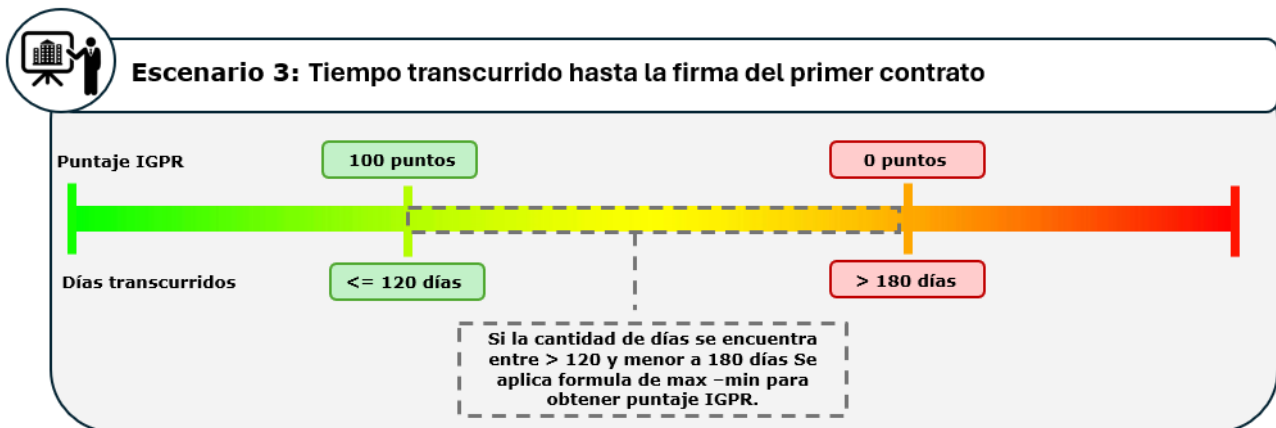 Escenario 3: Tiempo transcurrido hasta la firma del primer contrato
Puntaje IGPR
100 puntos
0 puntos
Días transcurridos
<= 120 días
> 180 días
Si la cantidad de días se encuentra
entre > 120 y menor a 180 días Se
aplica formula de max –min para
obtener puntaje IGPR.